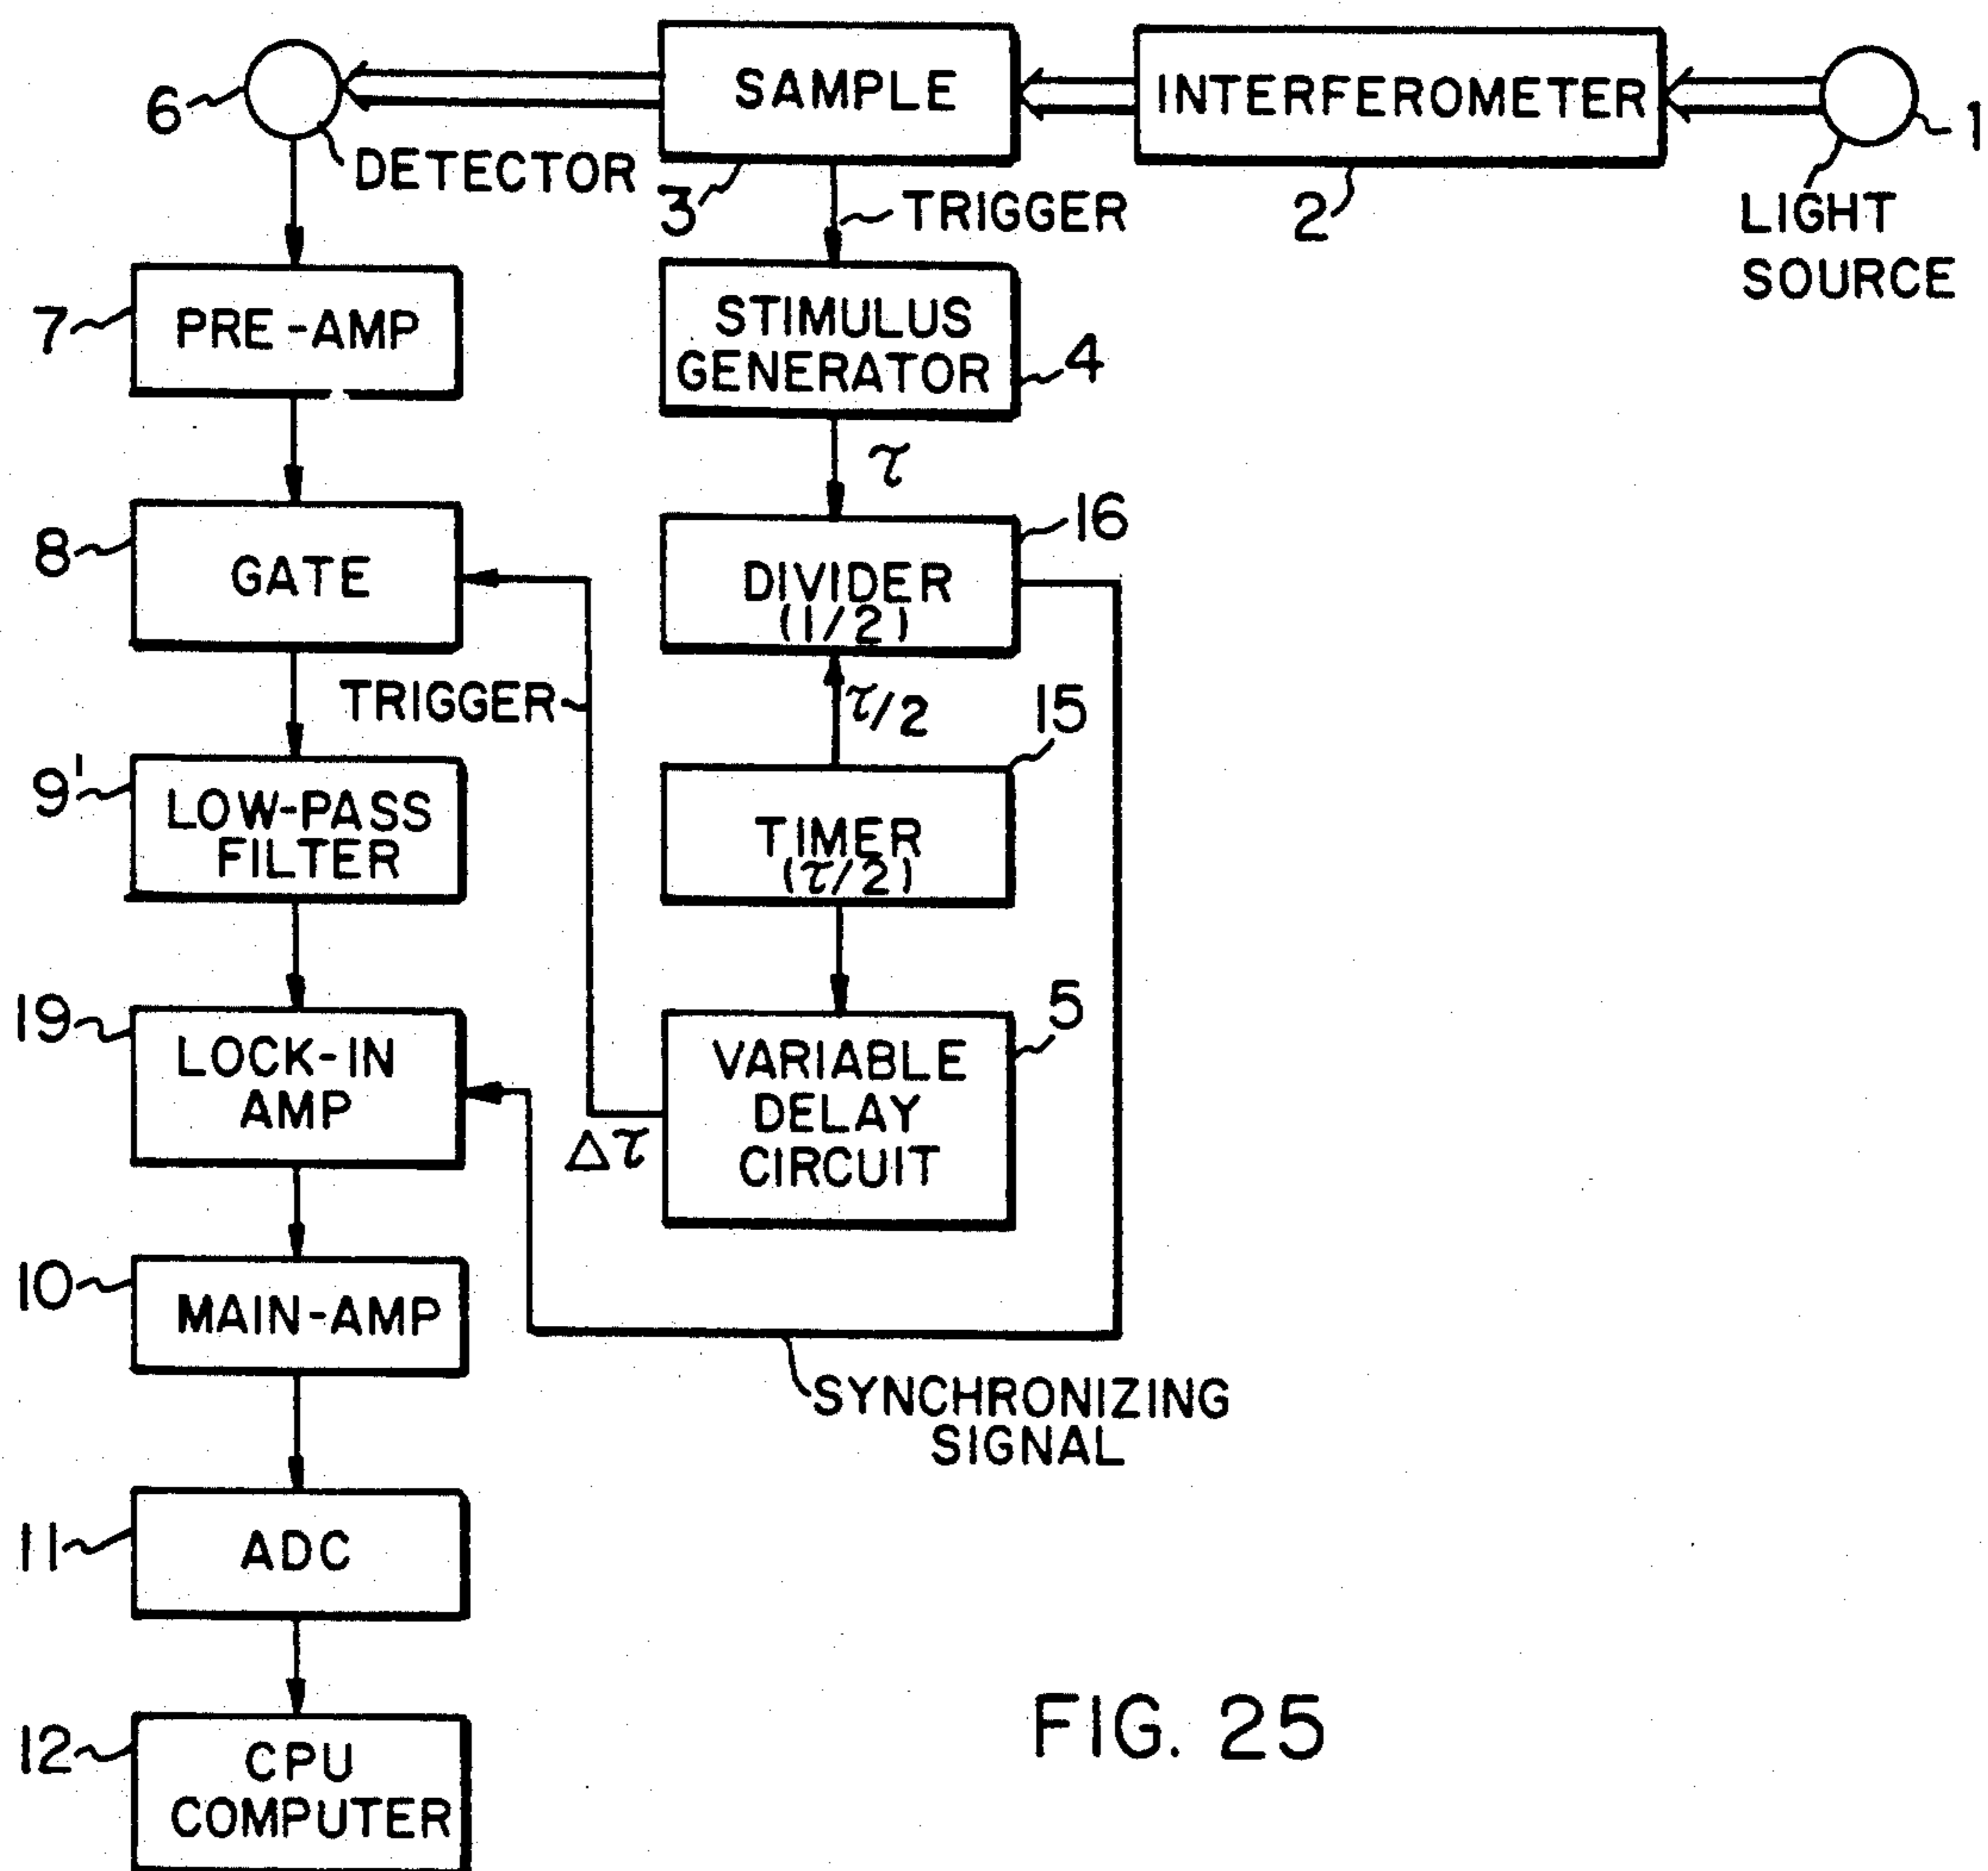 6
DETECTOR
SAMPLE
3
TRIGGER
INTERFEROMETER
2
1
LIGHT
SOURCE
7
PRE-AMP
STIMULUS
GENERATOR
4
τ
8
GATE
16
DIVIDER
(1/2)
TRIGGER
τ/2
15
9'
LOW-PASS
FILTER
TIMER
(τ/2)
19
LOCK-IN
AMP
5
VARIABLE
DELAY
CIRCUIT
Δτ
10
MAIN-AMP
SYNCHRONIZING
SIGNAL
11
ADC
12
CPU
COMPUTER
FIG. 25